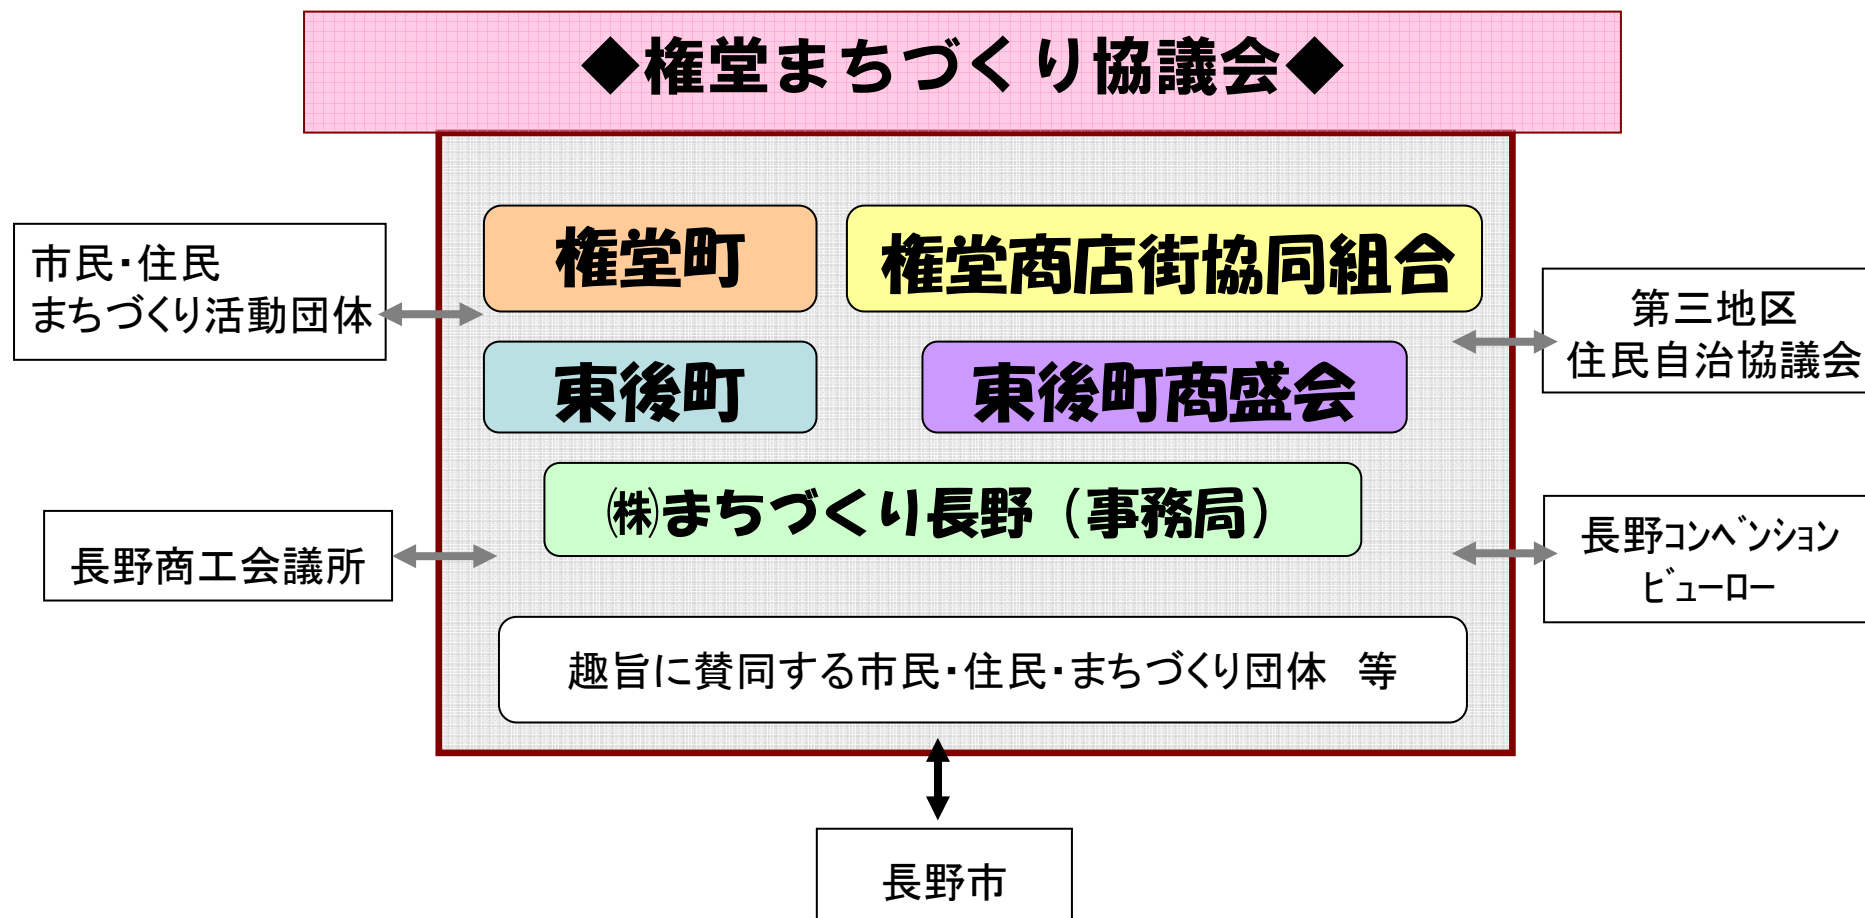 ◆権堂まちづくり協議会◆
市民・住民
まちづくり活動団体
権堂町
権堂商店街協同組合
第三地区
住民自治協議会
東後町
東後町商盛会
㈱まちづくり長野（事務局）
長野商工会議所
長野ｺﾝﾍﾞﾝｼｮﾝ
ﾋﾞｭｰﾛｰ
趣旨に賛同する市民・住民・まちづくり団体　等
長野市